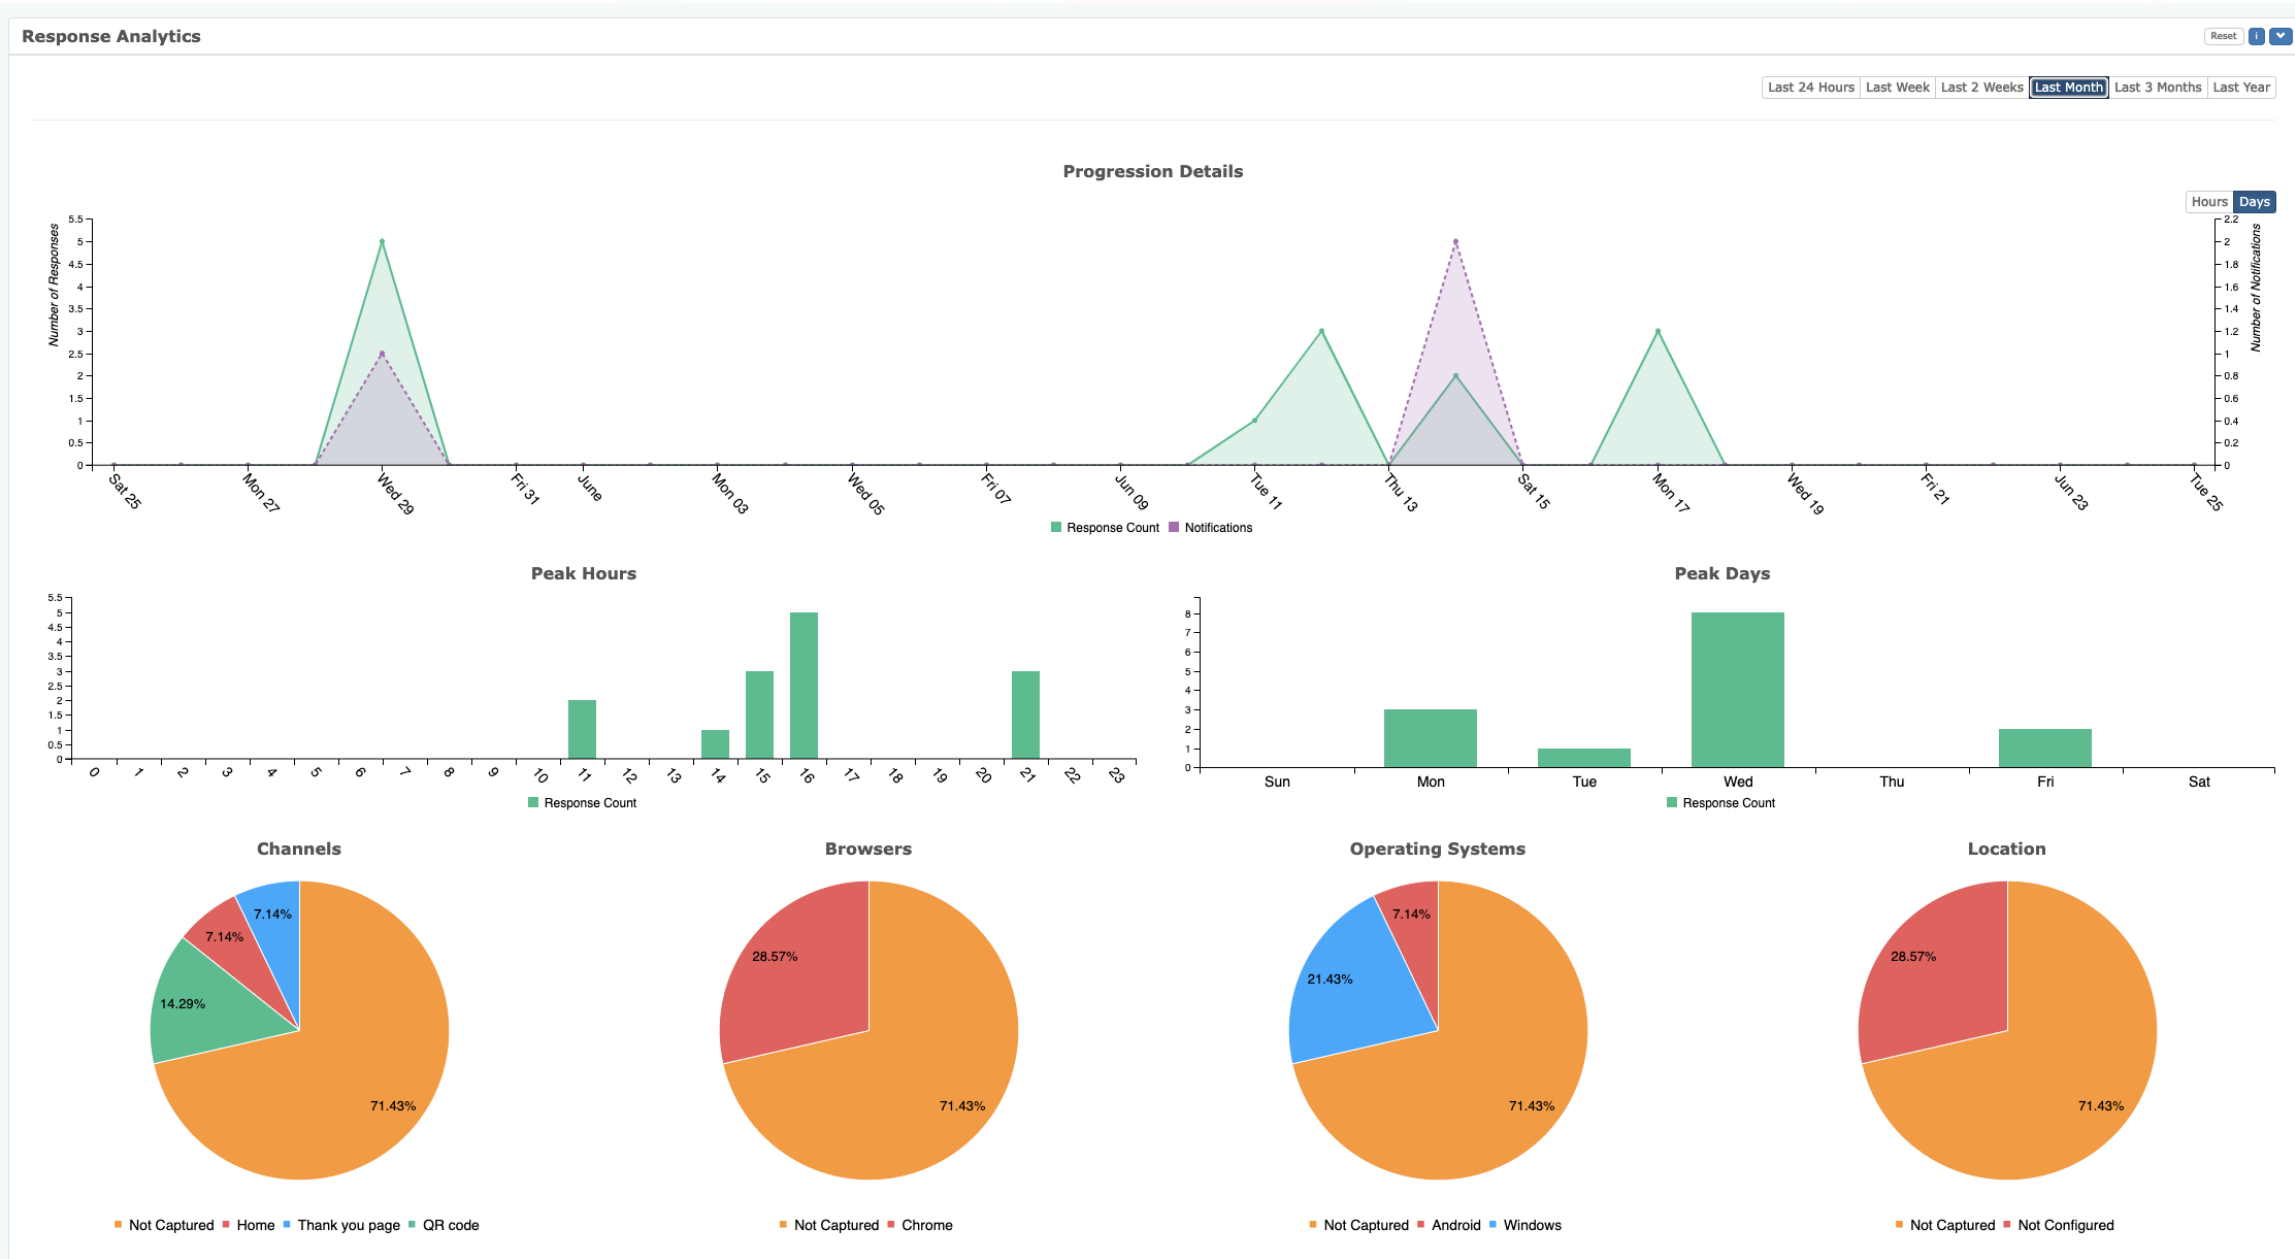 Response Analytics
Reset i
Last 24 Hours Last Week Last 2 Weeks Last Month Last 3 Months Last Year
Progression Details
Hours Days
Number of Responses
5.5
5
4.5
4
3.5
3
2.5
2
1.5
1
0.5
0
2.2
2
1.8
1.6
1.4
1.2
1
0.8
0.6
0.4
0.2
0
Number of Notifications
Sat 25 Mon 27 Wed 29 Fri 31 June Mon 03 Wed 05 Fri 07 Jun 09 Tue 11 Thu 13 Sat 15 Mon 17 Wed 19 Fri 21 Jun 23 Tue 25
Response Count Notifications
Peak Hours
5.5
5
4.5
4
3.5
3
2.5
2
1.5
1
0.5
0
0 1 2 3 4 5 6 7 8 9 10 11 12 13 14 15 16 17 18 19 20 21 22 23
Response Count
Peak Days
8
7
6
5
4
3
2
1
0
Sun Mon Tue Wed Thu Fri Sat
Response Count
Channels
7.14%
7.14%
14.29%
71.43%
Not Captured Home Thank you page QR code
Browsers
28.57%
71.43%
Not Captured Chrome
Operating Systems
7.14%
21.43%
71.43%
Not Captured Android Windows
Location
28.57%
71.43%
Not Captured Not Configured